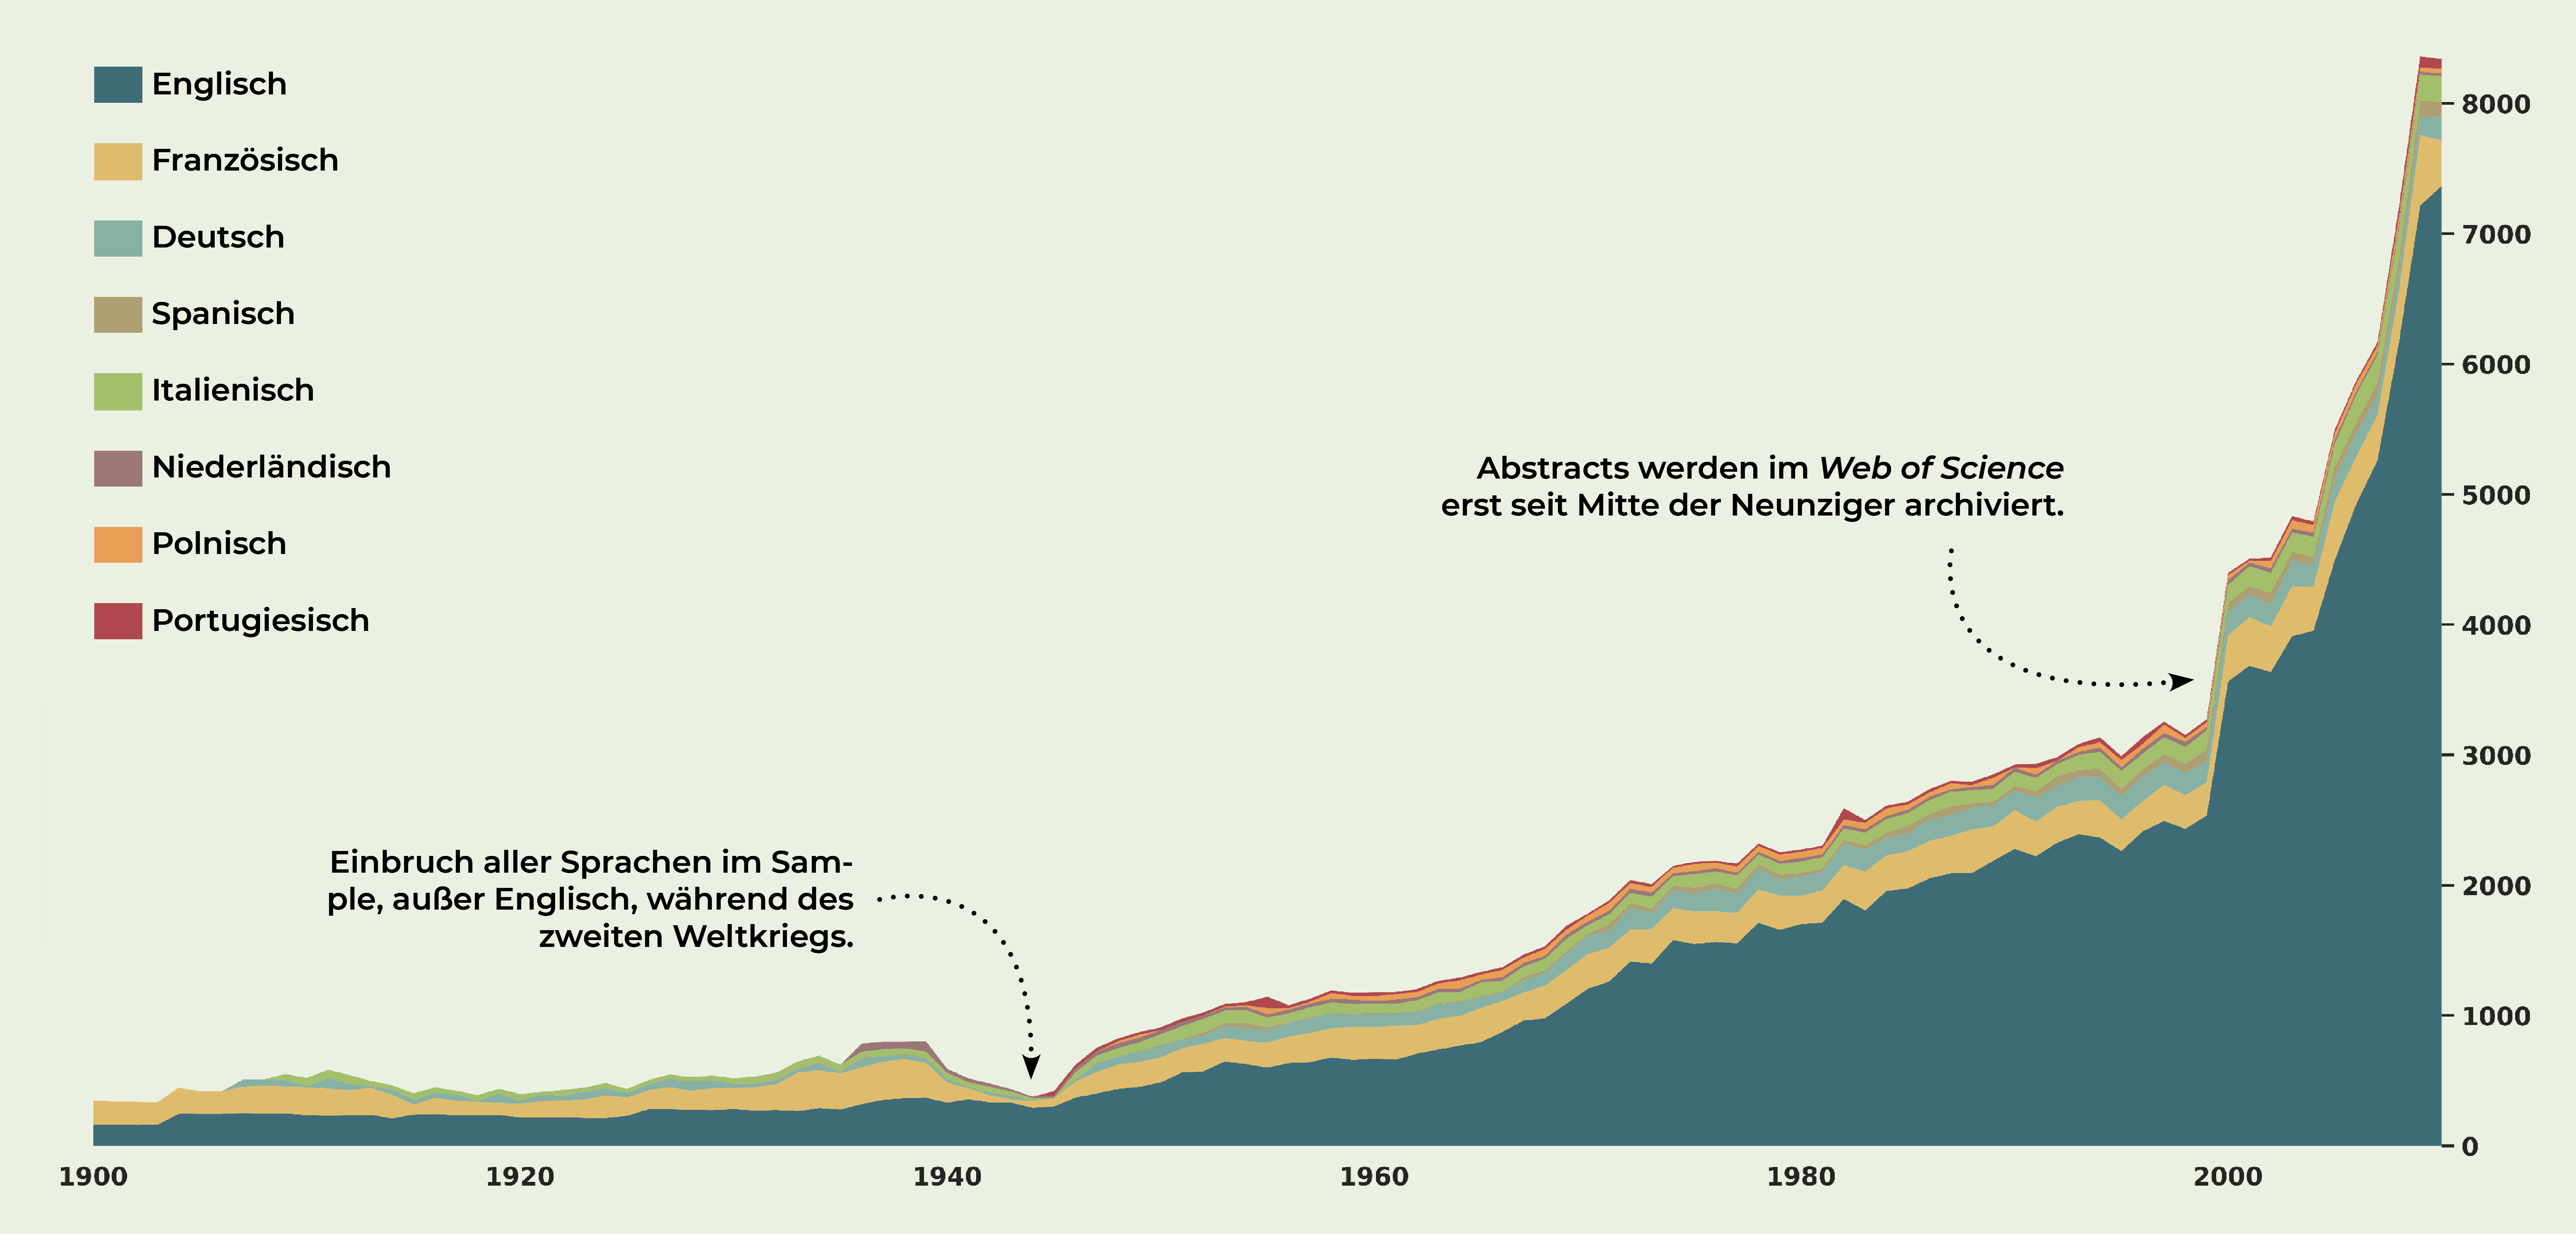 Englisch
Französisch
Deutsch
Spanisch
Italienisch
Niederländisch
Polnisch
Portugiesisch
Abstracts werden im Web of Science
erst seit Mitte der Neunziger archiviert.
Einbruch aller Sprachen im Sam-
ple, außer Englisch, während des
zweiten Weltkriegs.
8000
7000
6000
5000
4000
3000
2000
1000
0
1900 1920 1940 1960 1980 2000